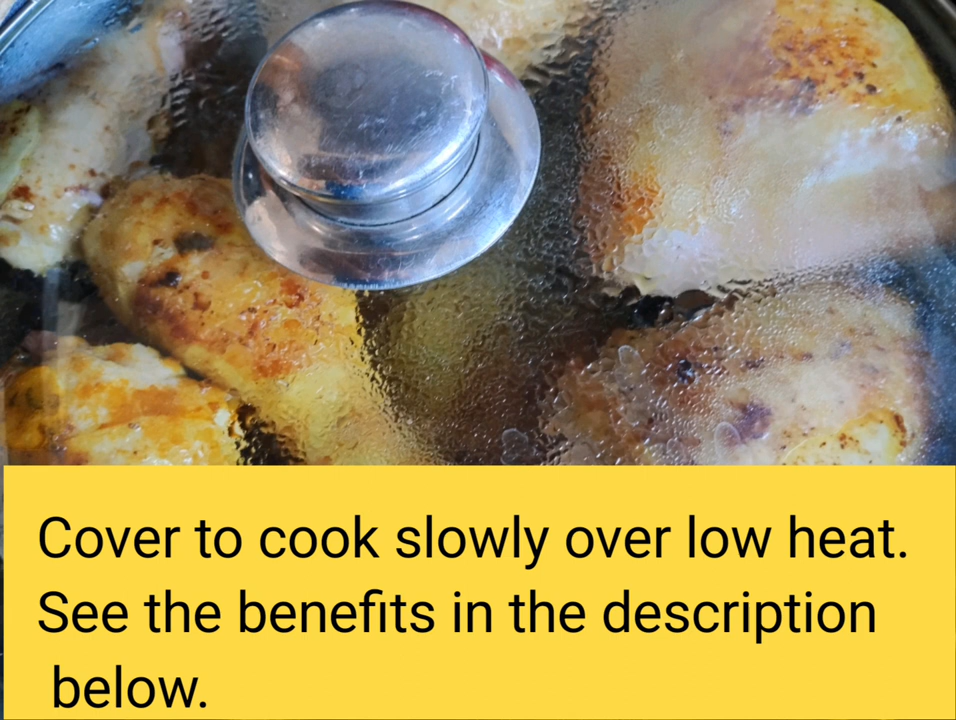 Cover to cook slowly over low heat.
See the benefits in the description
below.